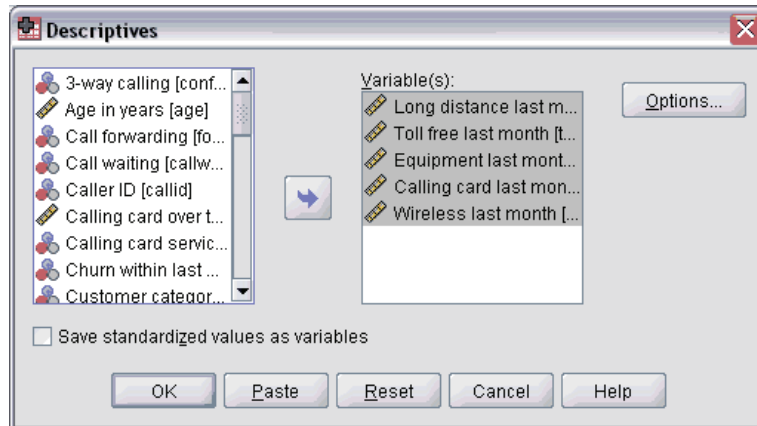 Descriptives
3-way calling [conf...
Age in years [age]
Call forwarding [fo...
Call waiting [callw...
Caller ID [callid]
Calling card over t...
Calling card servic...
Churn within last ...
Customer categor...
Variable(s):
Long distance last m...
Toll free last month [t...
Equipment last mont...
Calling card last mon...
Wireless last month [...
Options...
Save standardized values as variables
OK
Paste
Reset
Cancel
Help